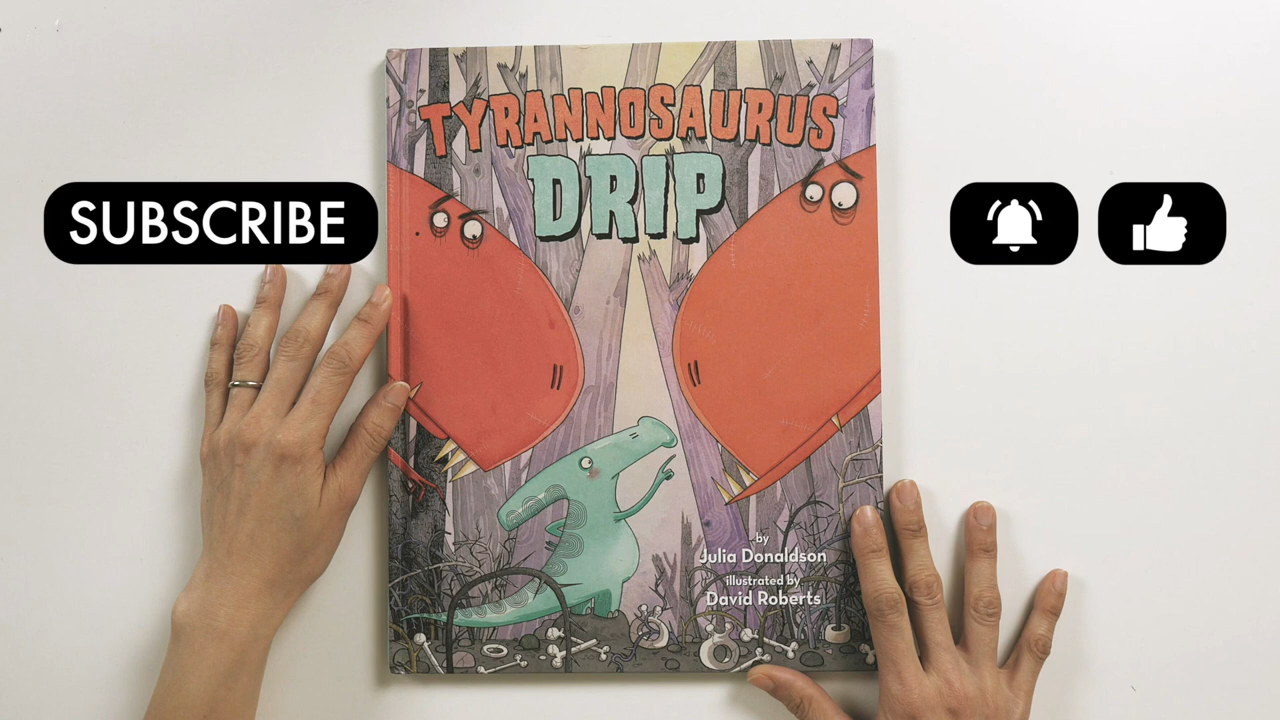 TYRANNOSAURUS
DRIP
SUBSCRIBE
by
Julia Donaldson
illustrated by
David Roberts